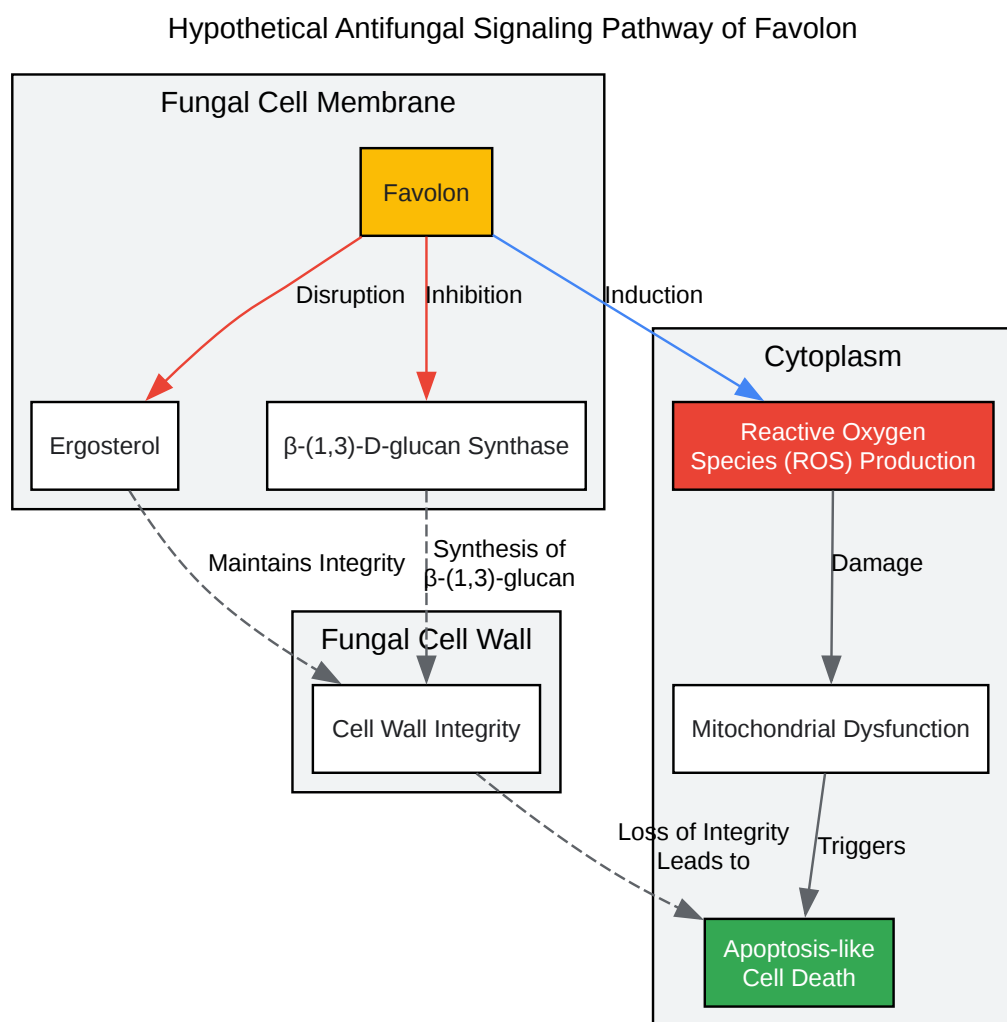 Hypothetical Antifungal Signaling Pathway of Favolon
Fungal Cell Membrane
Favolon
Disruption
Inhibition
Induction
Cytoplasm
Ergosterol
β-(1,3)-D-glucan Synthase
Reactive Oxygen
Species (ROS) Production
Maintains Integrity
Synthesis of
β-(1,3)-glucan
Damage
Fungal Cell Wall
Cell Wall Integrity
Mitochondrial Dysfunction
Loss of Integrity
Leads to
Triggers
Apoptosis-like
Cell Death